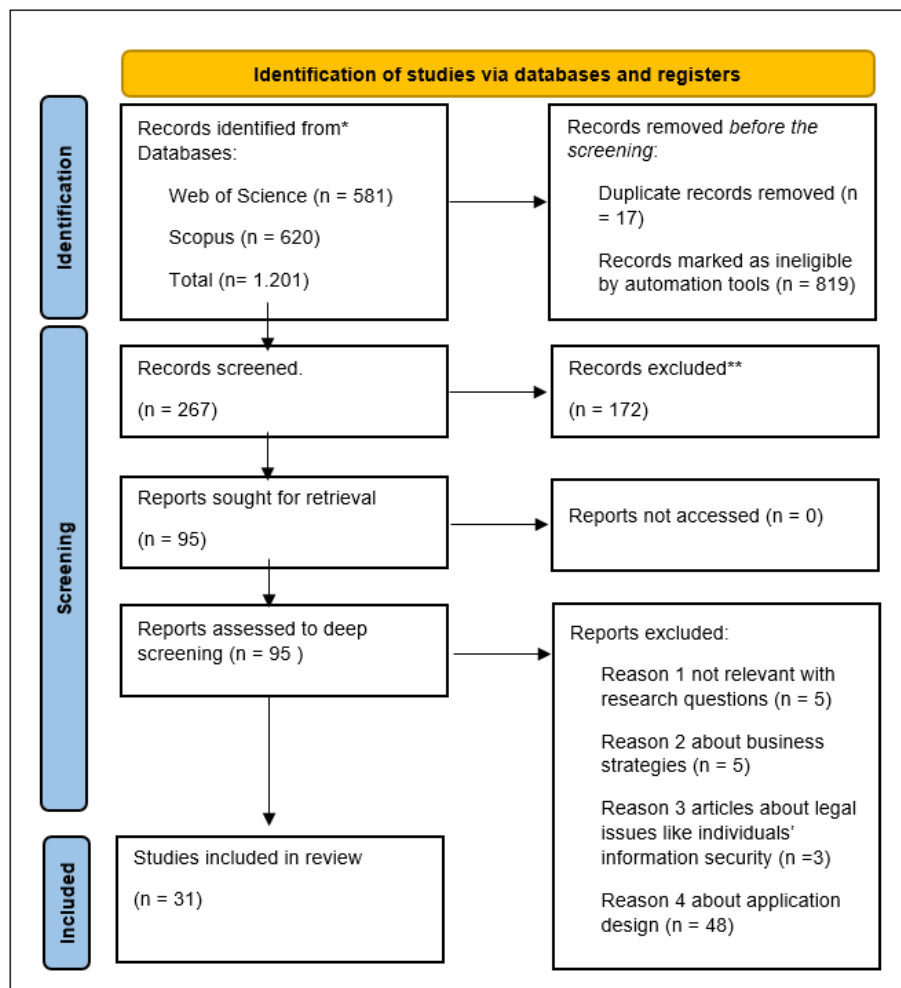 Identification of studies via databases and registers
Identification
Records identified from*
Databases:
Web of Science (n = 581)
Scopus (n = 620)
Total (n= 1.201)
Records removed before the
screening:
Duplicate records removed (n
= 17)
Records marked as ineligible
by automation tools (n = 819)
Screening
Records screened.
(n = 267)
Records excluded**
(n = 172)
Reports sought for retrieval
(n = 95)
Reports not accessed (n = 0)
Reports assessed to deep
screening (n = 95 )
Reports excluded:
Reason 1 not relevant with
research questions (n = 5)
Reason 2 about business
strategies (n = 5)
Reason 3 articles about legal
issues like individuals’
information security (n =3)
Reason 4 about application
design (n = 48)
Included
Studies included in review
(n = 31)